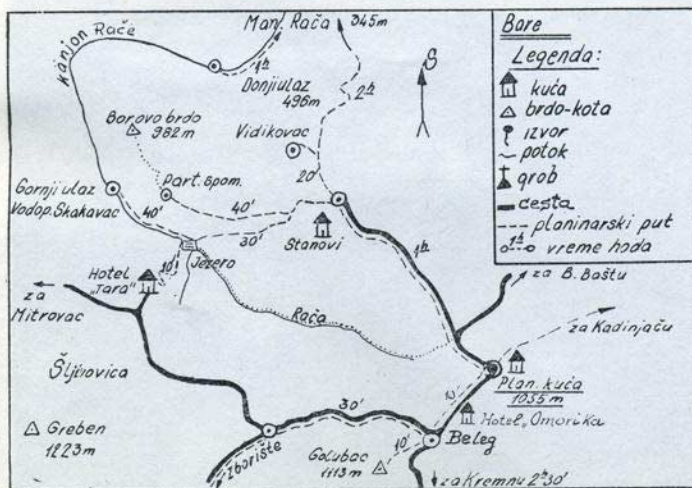 Man. Rača 945m
Kanjon Rače
1h
Donji ulaz
496m
2h
S
Borovo brdo
982m
Vidikovac
20'
Gornji ulaz
Vodop. Skakavac
Part. spom.
40'
40'
30'
Stanovi
1h
10'
Jezero
Hotel
"Tara"
za
Mitrovac
za
B. Baštu
Rača
za Kadinjaču
Šljivovica
Plan. kuća
1055 m
Hotel "Omorika"
30'
Beleg
Greben
1223m
Zborište
Golubac
1113m
10'
za Kremnu 2h30'
Bare
Legenda:
kuća
brdo-kota
izvor
potok
grob
cesta
planinarski put
1h vreme hoda